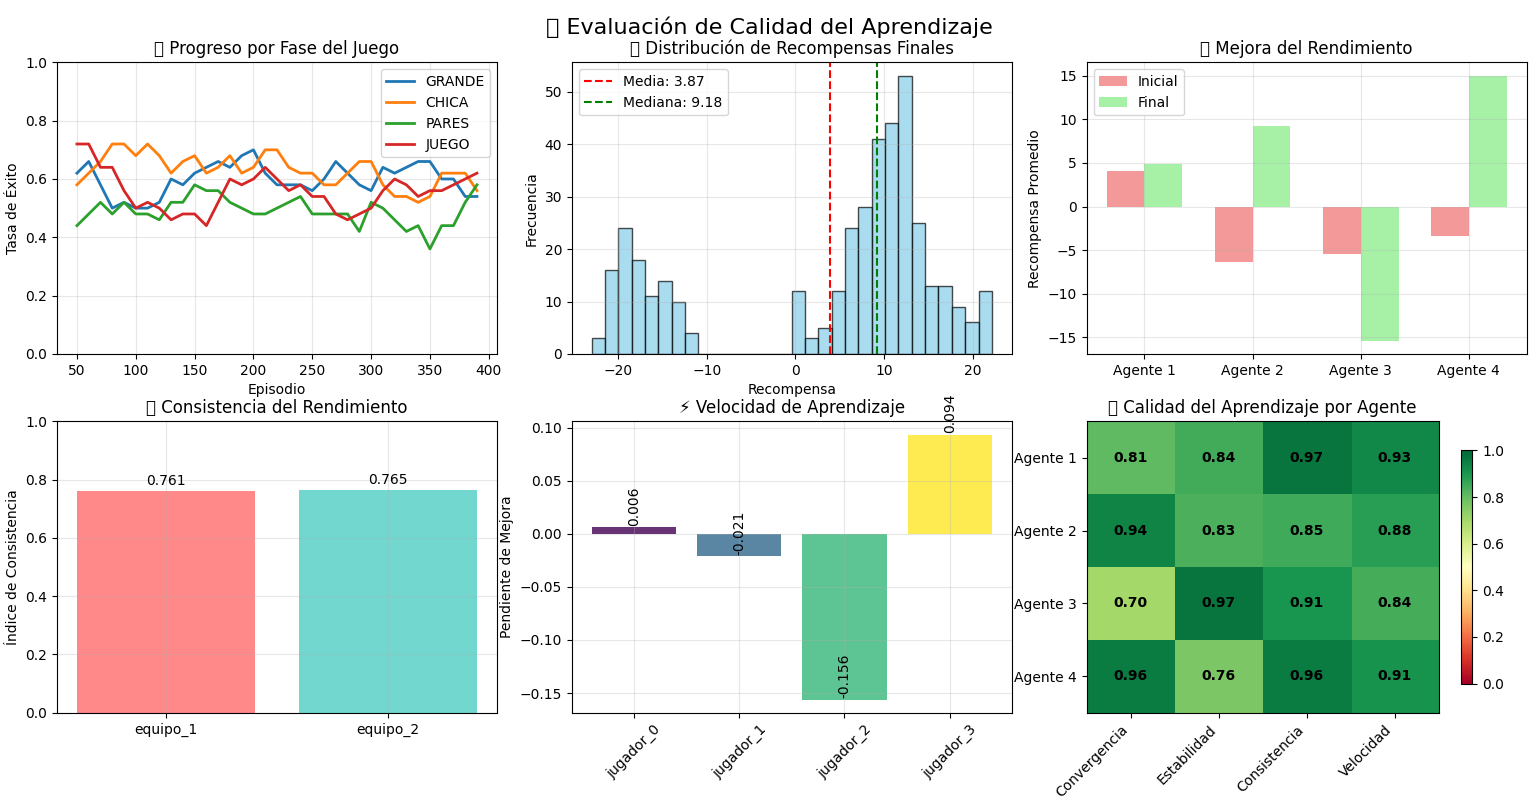 Evaluación de Calidad del Aprendizaje
Progreso por Fase del Juego
Tasa de Éxito
1.0
0.8
0.6
0.4
0.2
0.0
GRANDE
CHICA
PARES
JUEGO
50
100
150
200
250
300
350
400
Episodio
Distribución de Recompensas Finales
Frecuencia
50
40
30
20
10
0
Media: 3.87
Mediana: 9.18
−20
−10
0
10
20
Recompensa
Mejora del Rendimiento
Recompensa Promedio
15
10
5
0
−5
−10
−15
Inicial
Final
Agente 1
Agente 2
Agente 3
Agente 4
Consistencia del Rendimiento
Índice de Consistencia
1.0
0.8
0.6
0.4
0.2
0.0
0.761
0.765
equipo_1
equipo_2
⚡ Velocidad de Aprendizaje
Pendiente de Mejora
0.10
0.05
0.00
−0.05
−0.10
−0.15
0.006
-0.021
-0.156
0.094
jugador_0
jugador_1
jugador_2
jugador_3
Calidad del Aprendizaje por Agente
Agente 1 0.81 0.84 0.97 0.93
Agente 2 0.94 0.83 0.85 0.88
Agente 3 0.70 0.97 0.91 0.84
Agente 4 0.96 0.76 0.96 0.91
Convergencia
Estabilidad
Consistencia
Velocidad
1.0
0.8
0.6
0.4
0.2
0.0